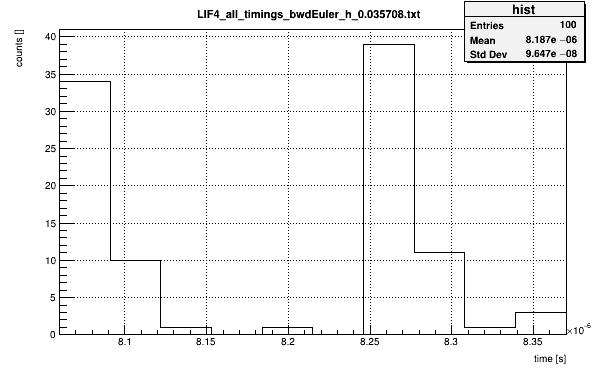 LIF4_all_timings_bwdEuler_h_0.035708.txt
hist
Entries 100
Mean 8.187e −06
Std Dev 9.647e −08
counts []
40
35
30
25
20
15
10
5
0
8.1 8.15 8.2 8.25 8.3 8.35
×10⁻⁶
time [s]